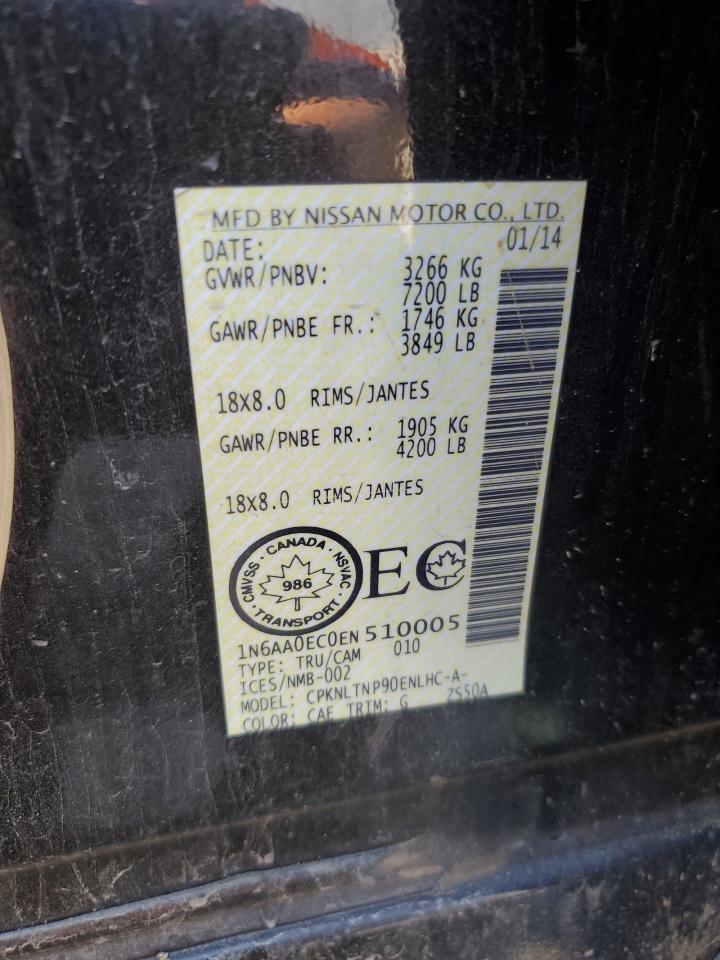 MFD BY NISSAN MOTOR CO., LTD.
DATE: 01/14
GVWR/PNBV: 3266 KG
7200 LB
GAWR/PNBE FR.: 1746 KG
3849 LB
18x8.0 RIMS/JANTES
GAWR/PNBE RR.: 1905 KG
4200 LB
18x8.0 RIMS/JANTES
CANADA · NSVAC · TRANSPORT · CMVSS ·
986
EC
1N6AA0EC0EN510005
TYPE: TRU/CAM 010
ICES/NMB-002
MODEL: CPKNLTNP90ENLHC-A-
ZS50A
COLOR: CAE TRIM: G